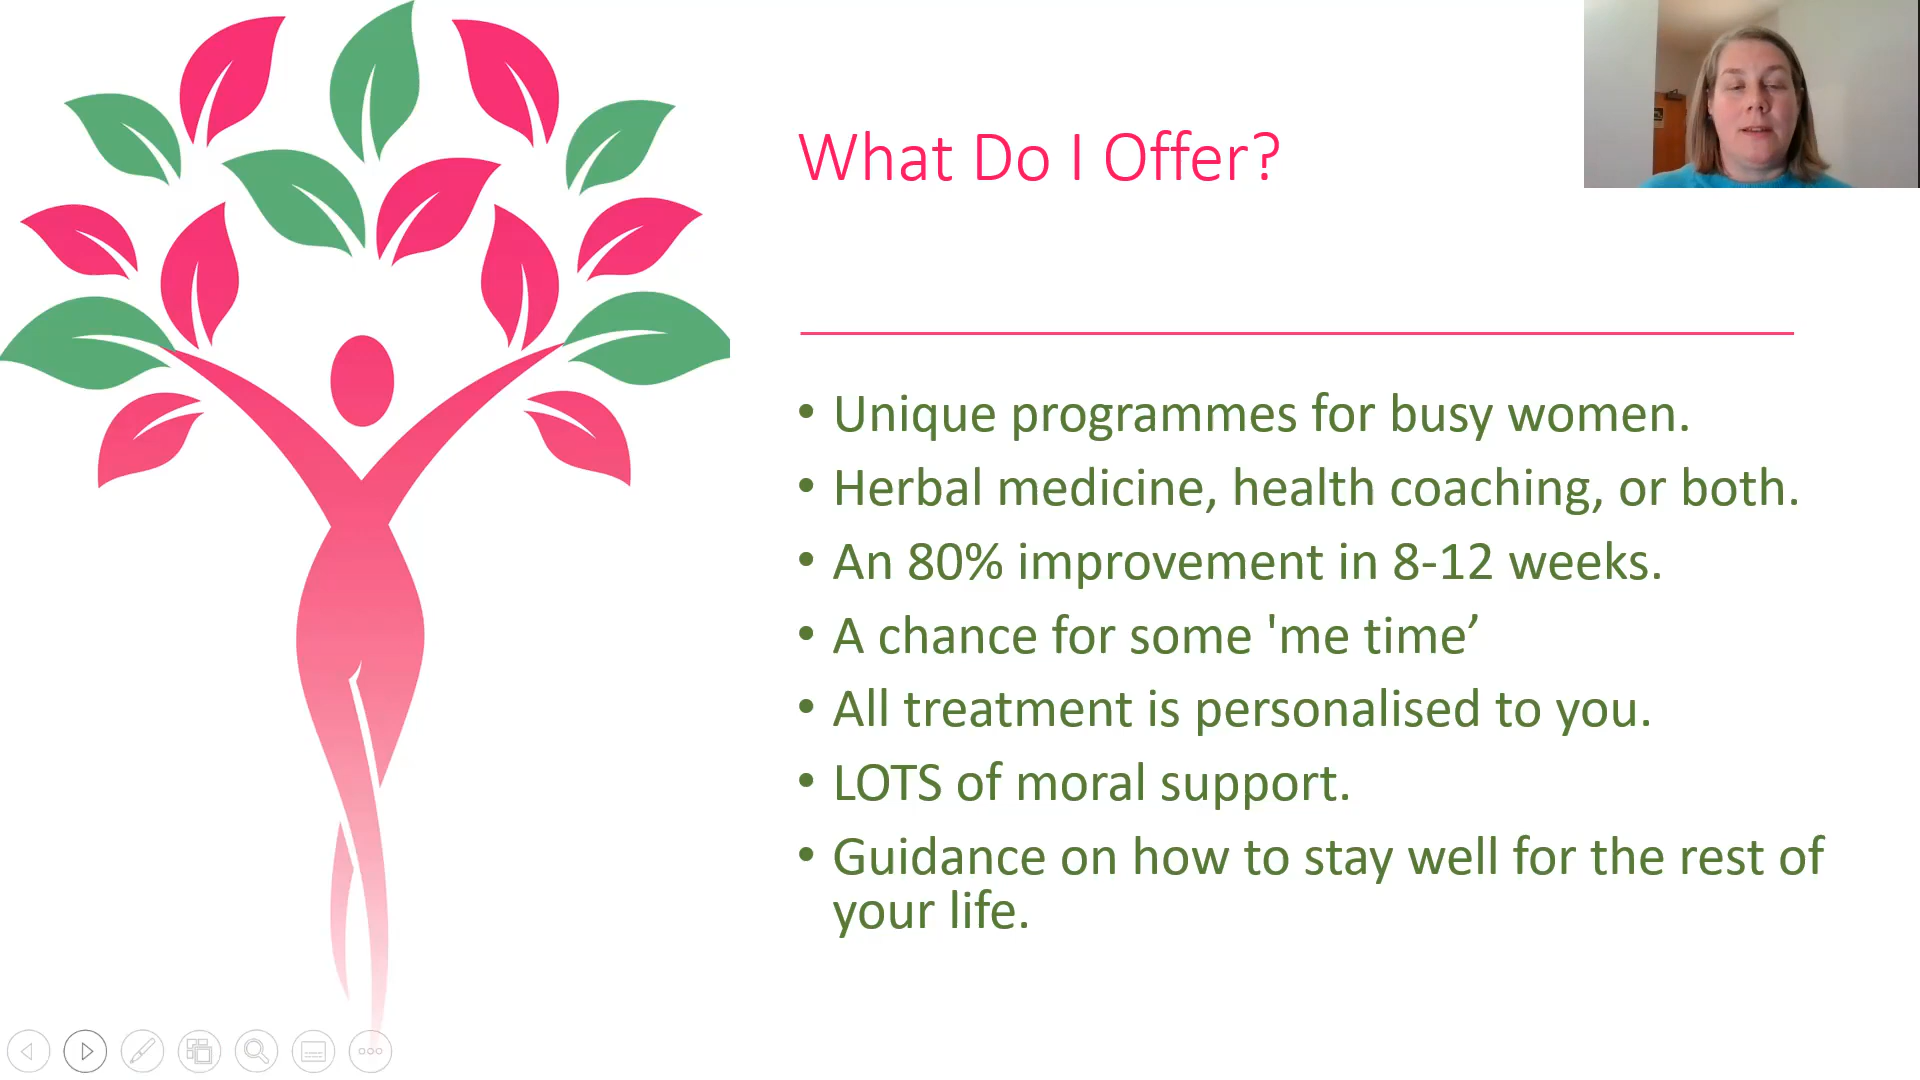 What Do I Offer?
• Unique programmes for busy women.
• Herbal medicine, health coaching, or both.
• An 80% improvement in 8-12 weeks.
• A chance for some 'me time’
• All treatment is personalised to you.
• LOTS of moral support.
• Guidance on how to stay well for the rest of
your life.